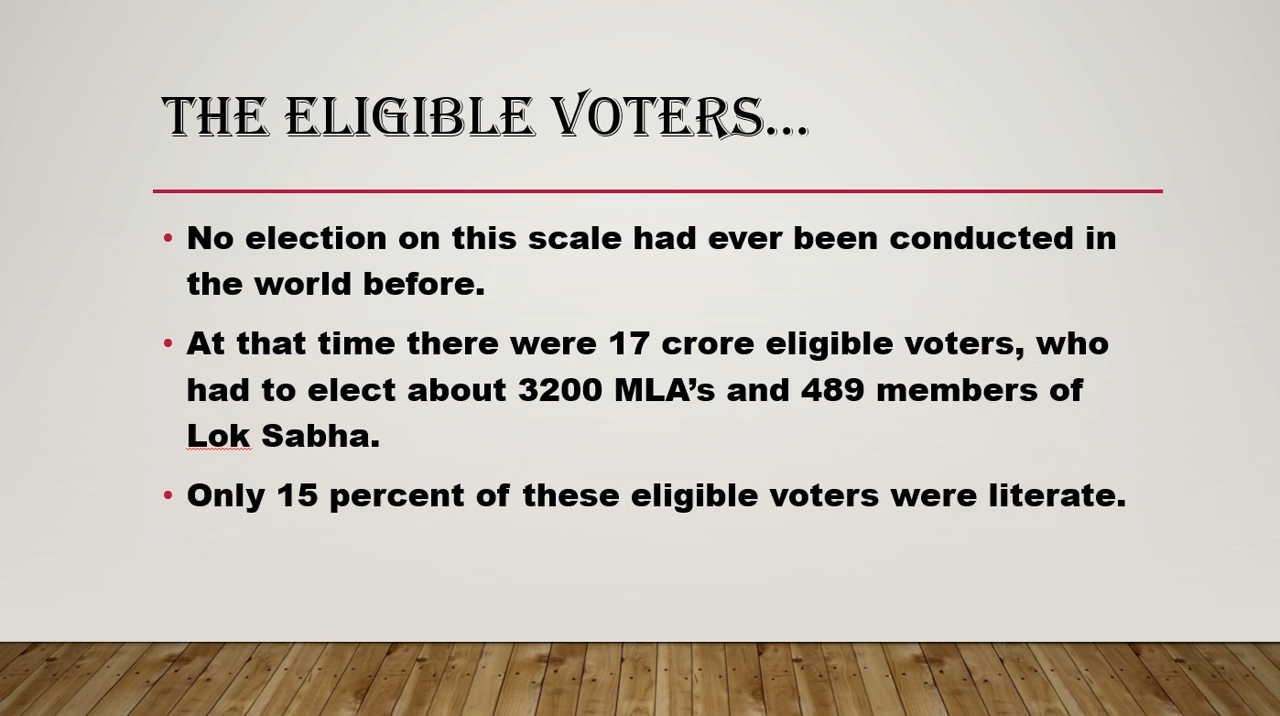 THE ELIGIBLE VOTERS...
• No election on this scale had ever been conducted in
the world before.
• At that time there were 17 crore eligible voters, who
had to elect about 3200 MLA’s and 489 members of
Lok Sabha.
• Only 15 percent of these eligible voters were literate.